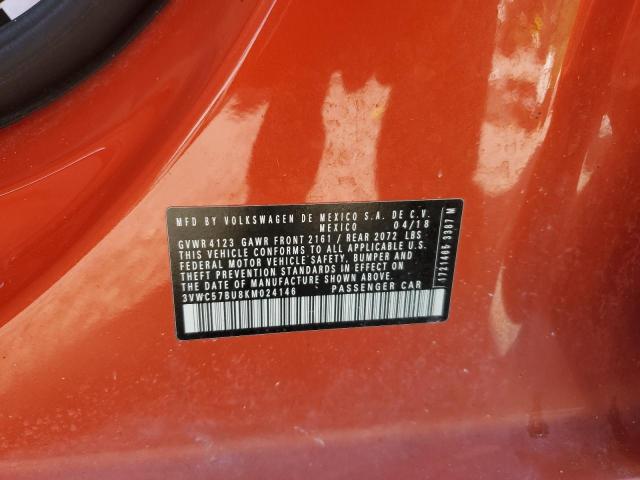 MFD BY VOLKSWAGEN DE MEXICO S.A. DE C.V.
MEXICO 04/18
GVWR 4123 GAWR FRONT 2161 / REAR 2072 LBS
THIS VEHICLE CONFORMS TO ALL APPLICABLE U.S.
FEDERAL MOTOR VEHICLE SAFETY, BUMPER AND
THEFT PREVENTION STANDARDS IN EFFECT ON
THE DATE OF MANUFACTURE SHOWN ABOVE.
3VWC57BU8KM024146 PASSENGER CAR